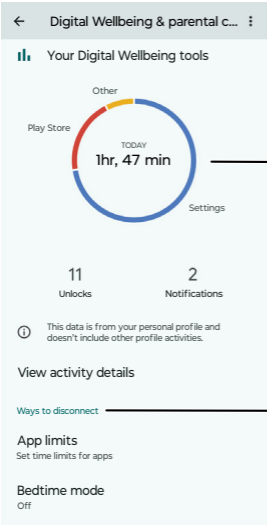 Digital Wellbeing & parental c...
Your Digital Wellbeing tools
Other
Play Store
TODAY
1hr, 47 min
Settings
11
2
Unlocks
Notifications
This data is from your personal profile and
doesn't include other profile activities.
View activity details
Ways to disconnect
App limits
Set time limits for apps
Bedtime mode
Off